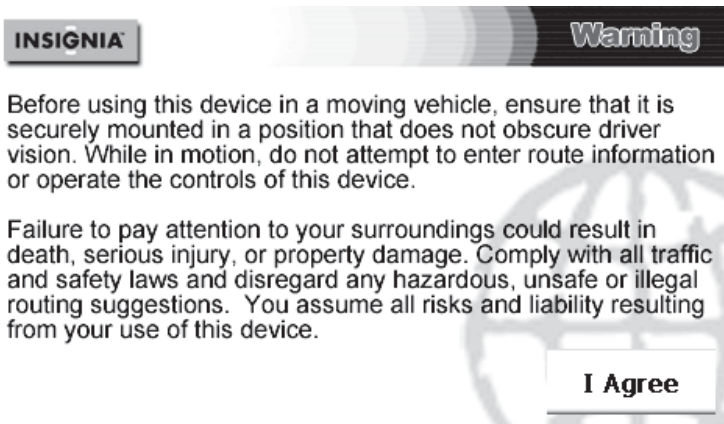 INSIGNIA
Warning
Before using this device in a moving vehicle, ensure that it is
securely mounted in a position that does not obscure driver
vision. While in motion, do not attempt to enter route information
or operate the controls of this device.
Failure to pay attention to your surroundings could result in
death, serious injury, or property damage. Comply with all traffic
and safety laws and disregard any hazardous, unsafe or illegal
routing suggestions.  You assume all risks and liability resulting
from your use of this device.
I Agree